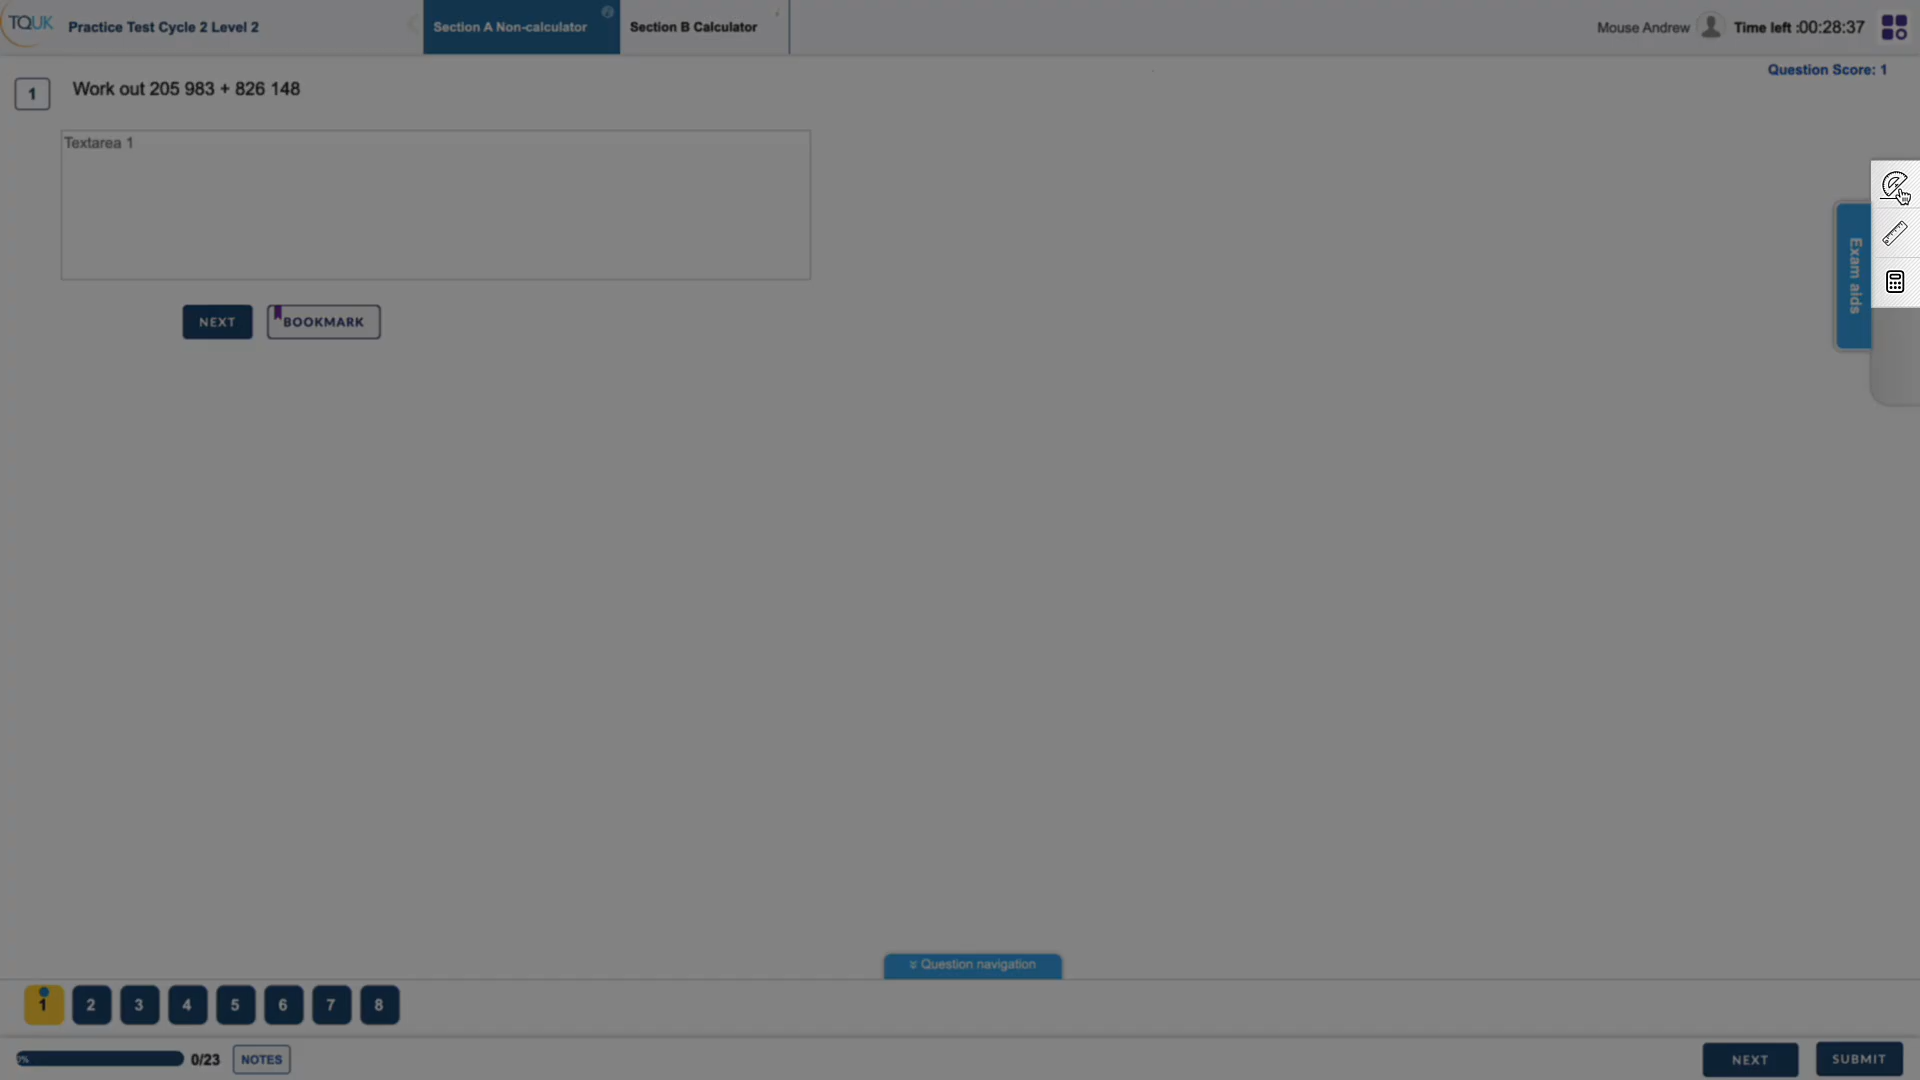 TQUK
Practice Test Cycle 2 Level 2
Section A Non-calculator
Section B Calculator
Mouse Andrew
Time left :00:28:37
Question Score: 1
1
Work out 205 983 + 826 148
Textarea 1
NEXT
BOOKMARK
Exam aids
Question navigation
1 2 3 4 5 6 7 8
0/23
NOTES
NEXT
SUBMIT